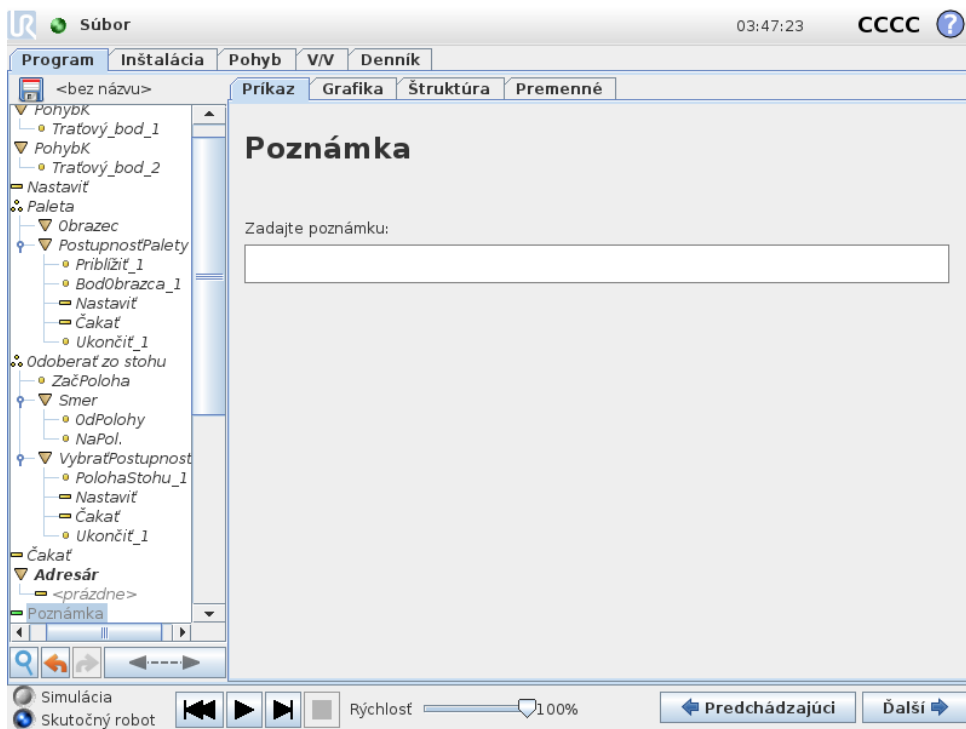 UR Súbor 03:47:23 CCCC ?
Program Inštalácia Pohyb V/V Denník
<bez názvu> Príkaz Grafika Štruktúra Premenné
PohybK
Traťový_bod_1
PohybK
Traťový_bod_2
Nastaviť
Paleta
Obrazec
PostupnosťPalety
Priblížiť_1
BodObrazca_1
Nastaviť
Čakať
Ukončiť_1
Odoberať zo stohu
ZačPoloha
Smer
OdPolohy
NaPol.
VybraťPostupnost
PolohaStohu_1
Nastaviť
Čakať
Ukončiť_1
Čakať
Adresár
<prázdne>
Poznámka
Poznámka
Zadajte poznámku:
Simulácia
Skutočný robot
Rýchlosť 100%
Predchádzajúci Ďalší